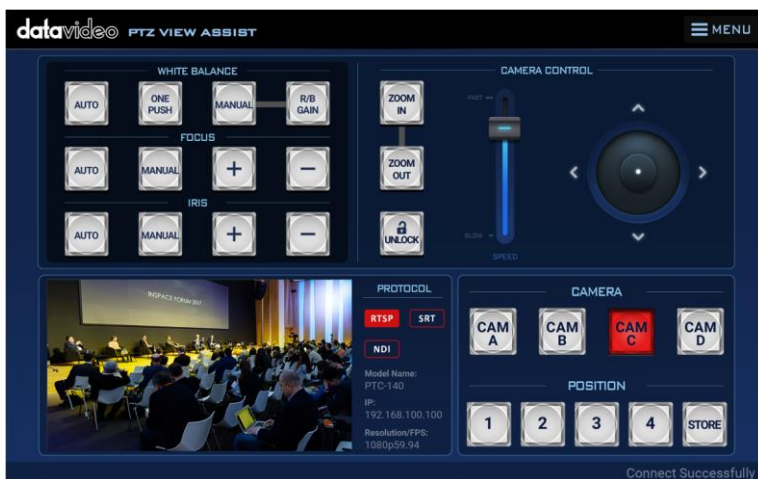 datavideo PTZ VIEW ASSIST
MENU
WHITE BALANCE
AUTO
ONE PUSH
MANUAL
R/B GAIN
FOCUS
AUTO
MANUAL
+
−
IRIS
AUTO
MANUAL
+
−
CAMERA CONTROL
ZOOM IN
ZOOM OUT
UNLOCK
FAST
SLOW
SPEED
INSPACE FORUM 2017
PROTOCOL
RTSP
SRT
NDI
Model Name:
PTC-140
IP:
192.168.100.100
Resolution/FPS:
1080p59.94
CAMERA
CAM A
CAM B
CAM C
CAM D
POSITION
1
2
3
4
STORE
Connect Successfully